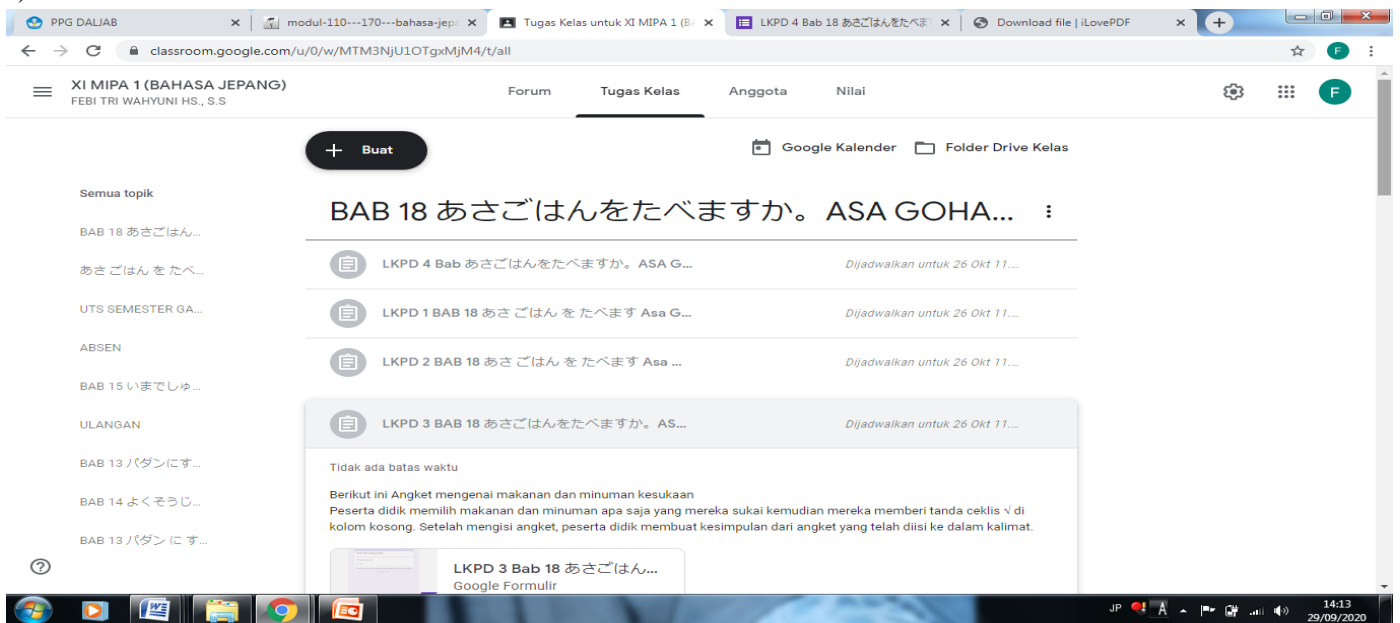 PPG DALJAB
modul-110---170---bahasa-jepa
Tugas Kelas untuk XI MIPA 1 (BA
LKPD 4 Bab 18 あさごはんをたべます
Download file | iLovePDF
classroom.google.com/u/0/w/MTM3NjU1OTgxMjM4/t/all
F
XI MIPA 1 (BAHASA JEPANG)
FEBI TRI WAHYUNI HS., S.S
Forum
Tugas Kelas
Anggota
Nilai
F
Buat
Google Kalender
Folder Drive Kelas
Semua topik
BAB 18 あさごはん...
あさ ごはん を たべ...
UTS SEMESTER GA...
ABSEN
BAB 15 いまでしゅ...
ULANGAN
BAB 13 パダンにす...
BAB 14 よくそうじ...
BAB 13 パダン に す...
BAB 18 あさごはんをたべますか。ASA GOHA...
LKPD 4 Bab あさごはんをたべますか。ASA G...
Dijadwalkan untuk 26 Okt 11....
LKPD 1 BAB 18 あさ ごはん を たべます Asa G...
Dijadwalkan untuk 26 Okt 11....
LKPD 2 BAB 18 あさ ごはん を たべます Asa ...
Dijadwalkan untuk 26 Okt 11....
LKPD 3 BAB 18 あさごはんをたべますか。AS...
Dijadwalkan untuk 26 Okt 11....
Tidak ada batas waktu
Berikut ini Angket mengenai makanan dan minuman kesukaan
Peserta didik memilih makanan dan minuman apa saja yang mereka sukai kemudian mereka memberi tanda ceklis √ di
kolom kosong. Setelah mengisi angket, peserta didik membuat kesimpulan dari angket yang telah diisi ke dalam kalimat.
LKPD 3 Bab 18 あさごはん...
Google Formulir
JP
A
14:13
29/09/2020